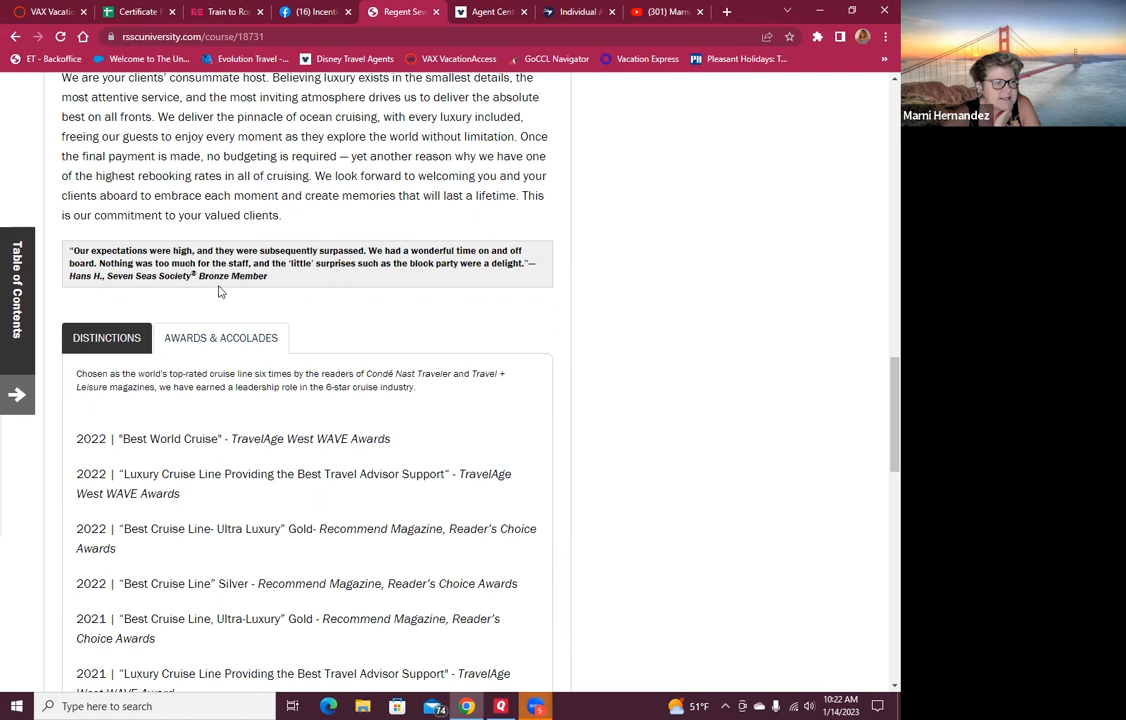 VAX Vacatio
Certificate F
Train to Ro
(16) Incenti
Regent Sev
Agent Cent
Individual A
(301) Marni
rsscuniversity.com/course/18731
ET - Backoffice
Welcome to The Un...
Evolution Travel -...
Disney Travel Agents
VAX VacationAccess
GoCCL Navigator
Vacation Express
Pleasant Holidays: T...
»
We are your clients’ consummate host. Believing luxury exists in the smallest details, the
most attentive service, and the most inviting atmosphere drives us to deliver the absolute
best on all fronts. We deliver the pinnacle of ocean cruising, with every luxury included,
freeing our guests to enjoy every moment as they explore the world without limitation. Once
the final payment is made, no budgeting is required — yet another reason why we have one
of the highest rebooking rates in all of cruising. We look forward to welcoming you and your
clients aboard to embrace each moment and create memories that will last a lifetime. This
is our commitment to your valued clients.
“Our expectations were high, and they were subsequently surpassed. We had a wonderful time on and off
board. Nothing was too much for the staff, and the ‘little’ surprises such as the block party were a delight.”—
Hans H., Seven Seas Society® Bronze Member
Table of Contents
DISTINCTIONS
AWARDS & ACCOLADES
Chosen as the world’s top-rated cruise line six times by the readers of Condé Nast Traveler and Travel +
Leisure magazines, we have earned a leadership role in the 6-star cruise industry.
2022 | "Best World Cruise" - TravelAge West WAVE Awards
2022 | “Luxury Cruise Line Providing the Best Travel Advisor Support“ - TravelAge
West WAVE Awards
2022 | “Best Cruise Line- Ultra Luxury” Gold- Recommend Magazine, Reader’s Choice
Awards
2022 | “Best Cruise Line” Silver - Recommend Magazine, Reader’s Choice Awards
2021 | “Best Cruise Line, Ultra-Luxury” Gold - Recommend Magazine, Reader’s
Choice Awards
2021 | “Luxury Cruise Line Providing the Best Travel Advisor Support" - TravelAge
West WAVE Award
Marni Hernandez
Type here to search
74
Q
5
51°F
10:22 AM
1/14/2023